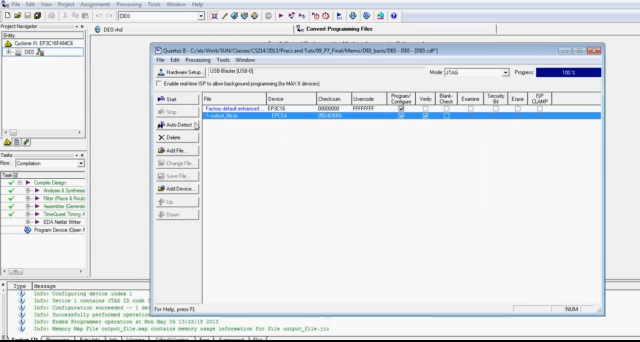 File Edit View Project Assignments Processing Tools Window Help
DE0
Project Navigator
DE0.vhd
Convert Programming Files
Entity
Cyclone III: EP3C16F484C6
DE0
Quartus II - C:/afs/Work/SUN/Classes/CS214/2013/Pracs and Tuts/09_P7_Final/Memo/DE0_basic/DE0 - DE0 - [DE0.cdf*]
File Edit Processing Tools Window
Hardware Setup... USB-Blaster [USB-0] Mode: JTAG Progress: 100 %
Enable real-time ISP to allow background programming (for MAX II devices)
Start
Stop
Auto Detect
Delete
Add File...
Change File...
Save File...
Add Device...
Up
Down
File Device Checksum Usercode Program/Configure Verify Blank-Check Examine Security Bit Erase ISP CLAMP
Factory default enhanced ... EP3C16 00000000 FFFFFFFF
output_file.jic EPCS4
For Help, press F1
NUM
Tasks
Flow: Compilation
Task
Compile Design
Analysis & Synthesis
Fitter (Place & Route
Assembler (Generate
TimeQuest Timing A
EDA Netlist Writer
Program Device (Open P
Type Message
Info: Configuring device index 1
Info: Device 1 contains JTAG ID code
Info: Configuration succeeded -- 1 dev
Info: Successfully performed operation
Info: Ended Programmer operation at Mon May 06 13:33:18 2013
Info: Memory Map File output_file.map contains memory usage information for file output_file.jic